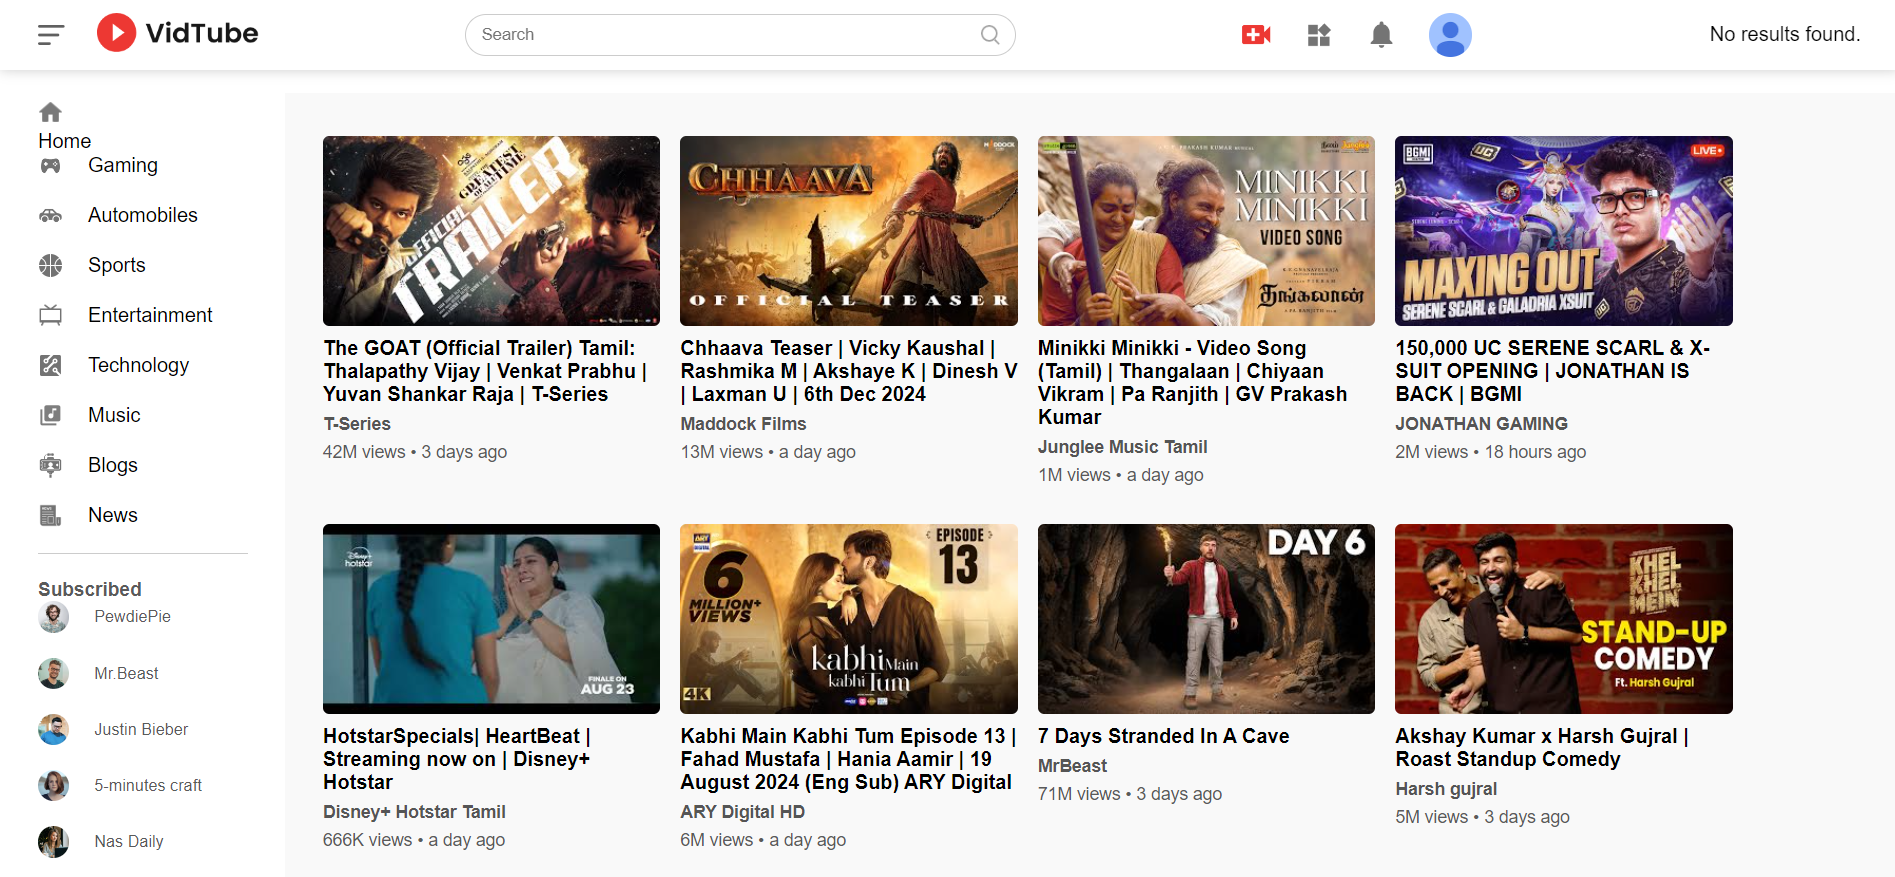 VidTube
Search
No results found.
Home
Gaming
Automobiles
Sports
Entertainment
Technology
Music
Blogs
News
Subscribed
PewdiePie
Mr.Beast
Justin Bieber
5-minutes craft
Nas Daily
GREATEST
OFFICIAL
TRAILER
The GOAT (Official Trailer) Tamil:
Thalapathy Vijay | Venkat Prabhu |
Yuvan Shankar Raja | T-Series
T-Series
42M views • 3 days ago
CHHAAVA
OFFICIAL TEASER
Chhaava Teaser | Vicky Kaushal |
Rashmika M | Akshaye K | Dinesh V
| Laxman U | 6th Dec 2024
Maddock Films
13M views • a day ago
MINIKKI
MINIKKI
VIDEO SONG
தங்கலான்
Minikki Minikki - Video Song
(Tamil) | Thangalaan | Chiyaan
Vikram | Pa Ranjith | GV Prakash
Kumar
Junglee Music Tamil
1M views • a day ago
BGMI
UC
LIVE
MAXING OUT
SERENE SCARL & GALADRIA XSUIT
150,000 UC SERENE SCARL & X-
SUIT OPENING | JONATHAN IS
BACK | BGMI
JONATHAN GAMING
2M views • 18 hours ago
Disney+
hotstar
FINALE ON
AUG 23
HotstarSpecials| HeartBeat |
Streaming now on | Disney+
Hotstar
Disney+ Hotstar Tamil
666K views • a day ago
ARY
DIGITAL
EPISODE
13
6
MILLION+
VIEWS
kabhi Main
kabhi Tum
4K
Kabhi Main Kabhi Tum Episode 13 |
Fahad Mustafa | Hania Aamir | 19
August 2024 (Eng Sub) ARY Digital
ARY Digital HD
6M views • a day ago
DAY 6
7 Days Stranded In A Cave
MrBeast
71M views • 3 days ago
KHEL
KHEL
MEIN
STAND-UP
COMEDY
Ft. Harsh Gujral
Akshay Kumar x Harsh Gujral |
Roast Standup Comedy
Harsh gujral
5M views • 3 days ago